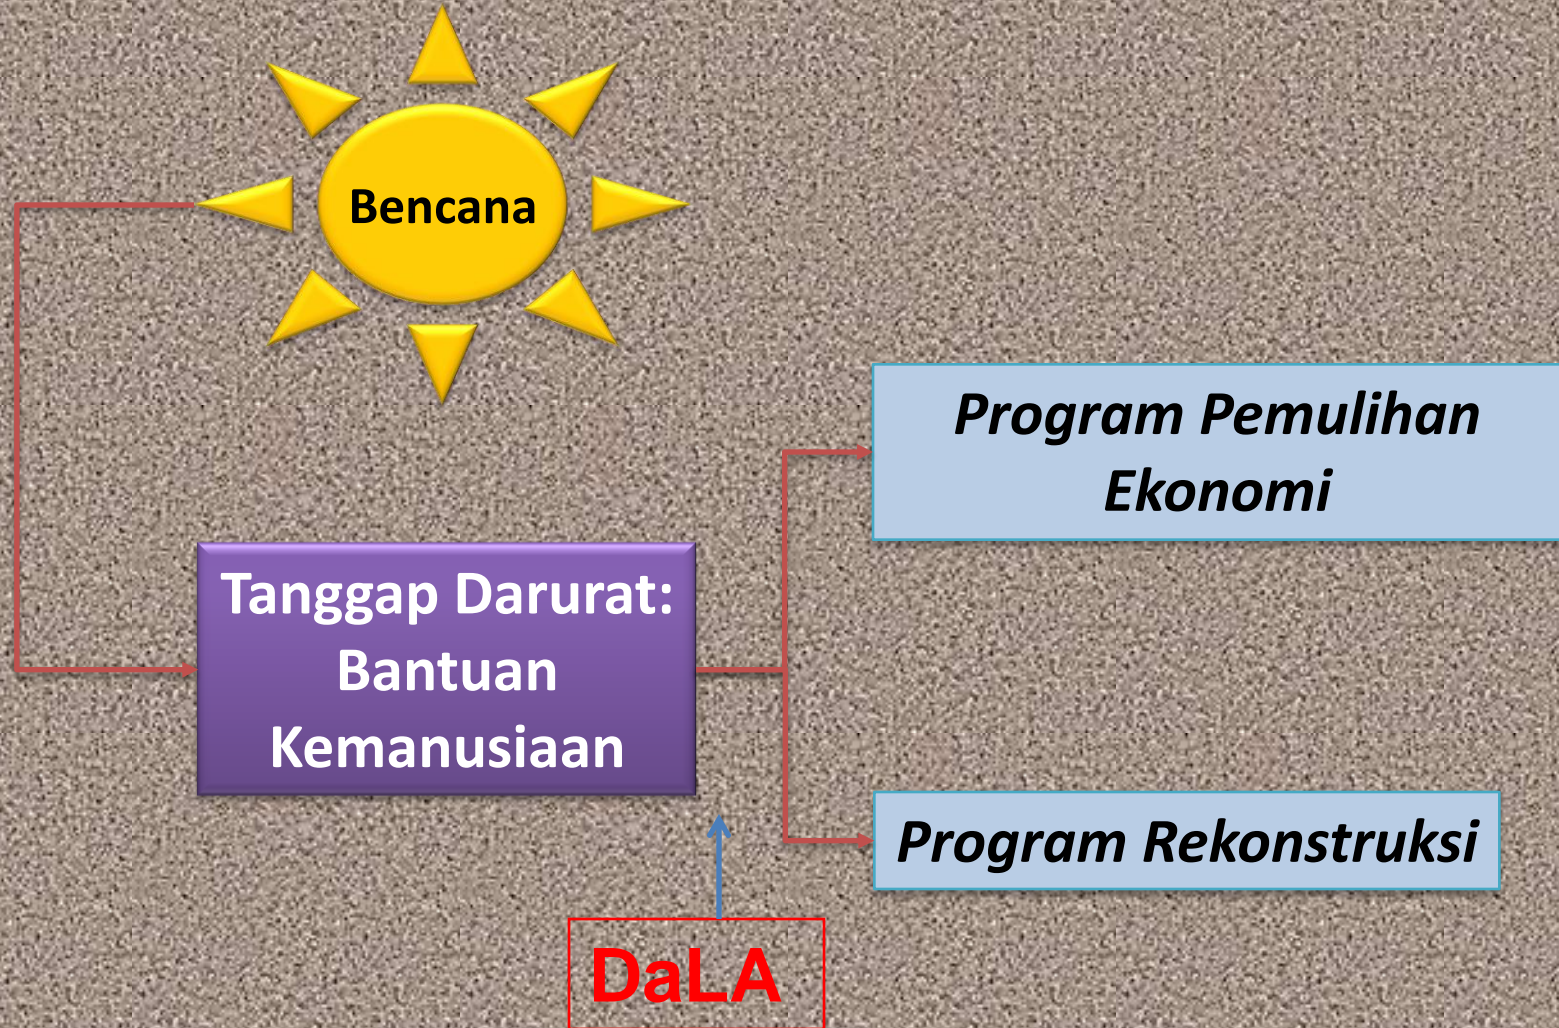 Bencana
Program Pemulihan
Ekonomi
Tanggap Darurat:
Bantuan
Kemanusiaan
Program Rekonstruksi
DaLA